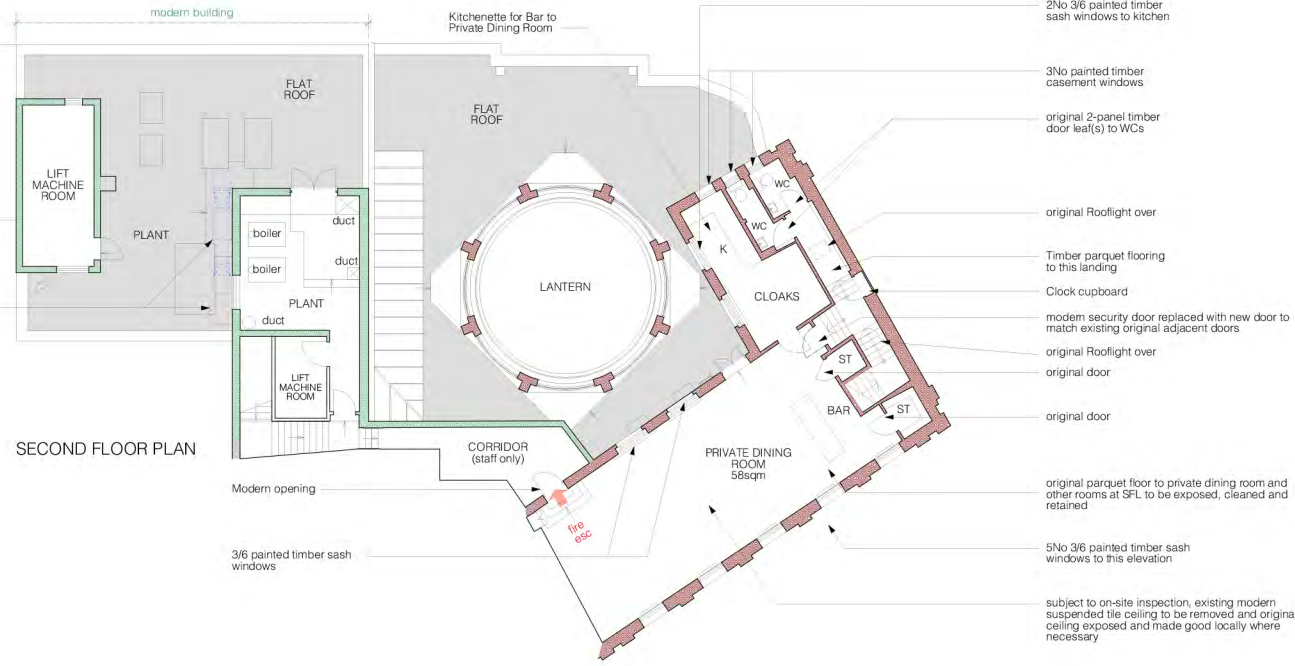 modern building
Kitchenette for Bar to
Private Dining Room
2No 3/6 painted timber
sash windows to kitchen
3No painted timber
casement windows
original 2-panel timber
door leaf(s) to WCs
original Rooflight over
Timber parquet flooring
to this landing
Clock cupboard
modern security door replaced with new door to
match existing original adjacent doors
original Rooflight over
original door
original door
original parquet floor to private dining room and
other rooms at SFL to be exposed, cleaned and
retained
5No 3/6 painted timber sash
windows to this elevation
subject to on-site inspection, existing modern
suspended tile ceiling to be removed and origina
ceiling exposed and made good locally where
necessary
FLAT
ROOF
FLAT
ROOF
LIFT
MACHINE
ROOM
PLANT
duct
boiler
duct
boiler
PLANT
duct
LIFT
MACHINE
ROOM
LANTERN
WC
WC
K
CLOAKS
ST
BAR
ST
SECOND FLOOR PLAN
CORRIDOR
(staff only)
PRIVATE DINING
ROOM
58sqm
Modern opening
fire
esc
3/6 painted timber sash
windows